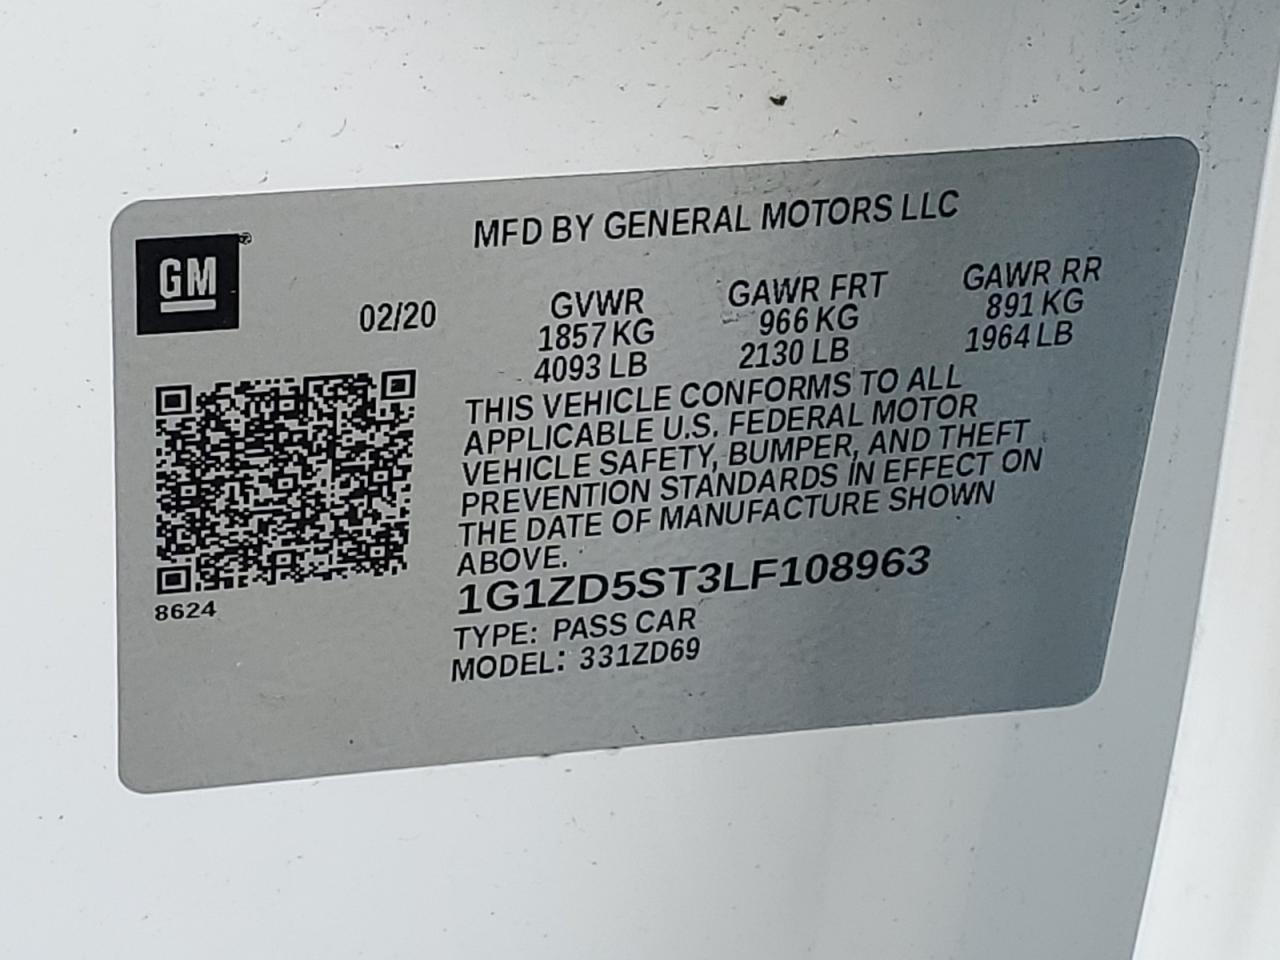 MFD BY GENERAL MOTORS LLC
GM®
02/20
GVWR GAWR FRT GAWR RR
1857 KG 966 KG 891 KG
4093 LB 2130 LB 1964 LB
THIS VEHICLE CONFORMS TO ALL
APPLICABLE U.S. FEDERAL MOTOR
VEHICLE SAFETY, BUMPER, AND THEFT
PREVENTION STANDARDS IN EFFECT ON
THE DATE OF MANUFACTURE SHOWN
ABOVE.
1G1ZD5ST3LF108963
8624
TYPE: PASS CAR
MODEL: 331ZD69